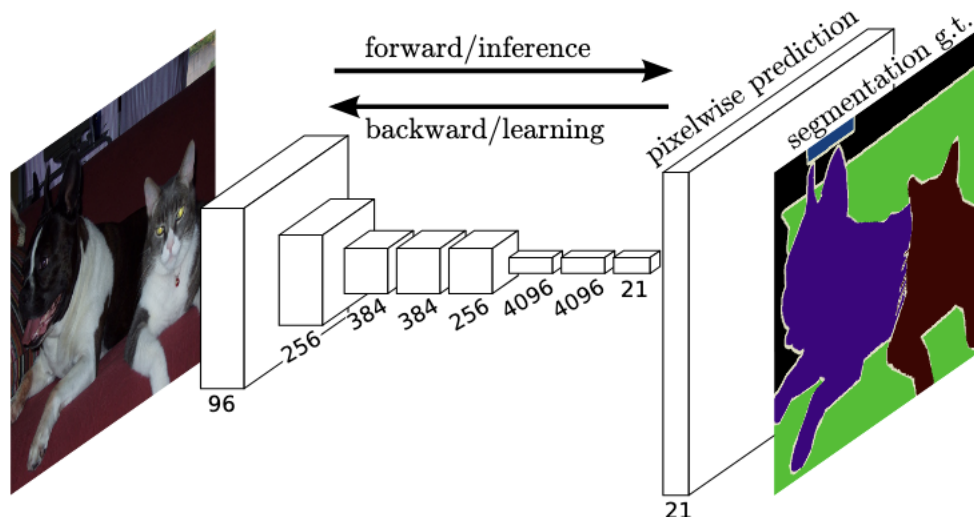 forward/inference
backward/learning
pixelwise prediction
segmentation g.t.
96
256
384
384
256
4096
4096
21
21